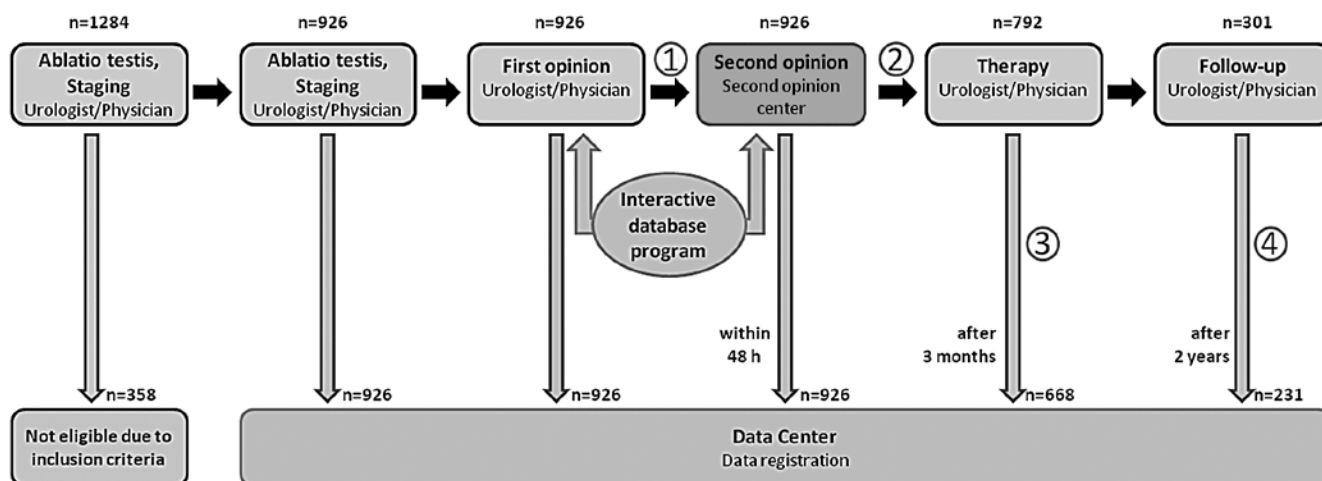 n=1284
n=926
n=926
n=926
n=792
n=301
Ablatio testis,
Staging
Urologist/Physician
Ablatio testis,
Staging
Urologist/Physician
First opinion
Urologist/Physician
①
Second opinion
Second opinion
center
②
Therapy
Urologist/Physician
Follow-up
Urologist/Physician
Interactive
database
program
③
④
within
48 h
after
3 months
after
2 years
n=358
n=926
n=926
n=926
n=668
n=231
Not eligible due to
inclusion criteria
Data Center
Data registration